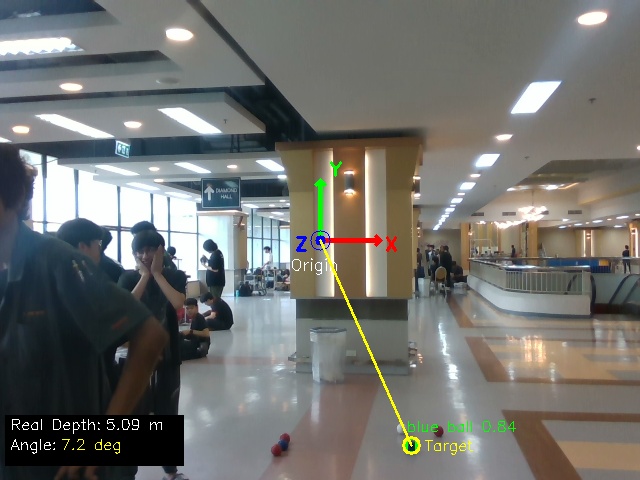 DIAMOND
HALL
Y
Z
X
Origin
blue ball 0.84
Target
Real Depth: 5.09 m
Angle: 7.2 deg